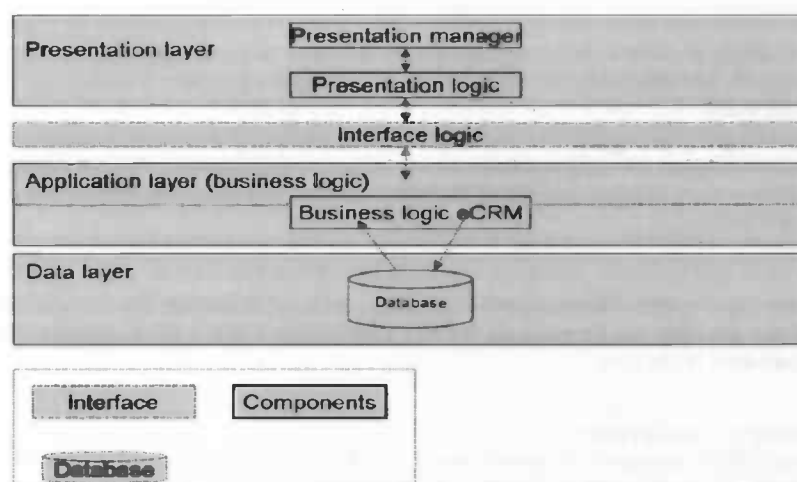 Presentation manager
Presentation layer
Presentation logic
Interface logic
Application layer (business logic)
Business logic eCRM
Data layer
Database
Interface
Components
Database